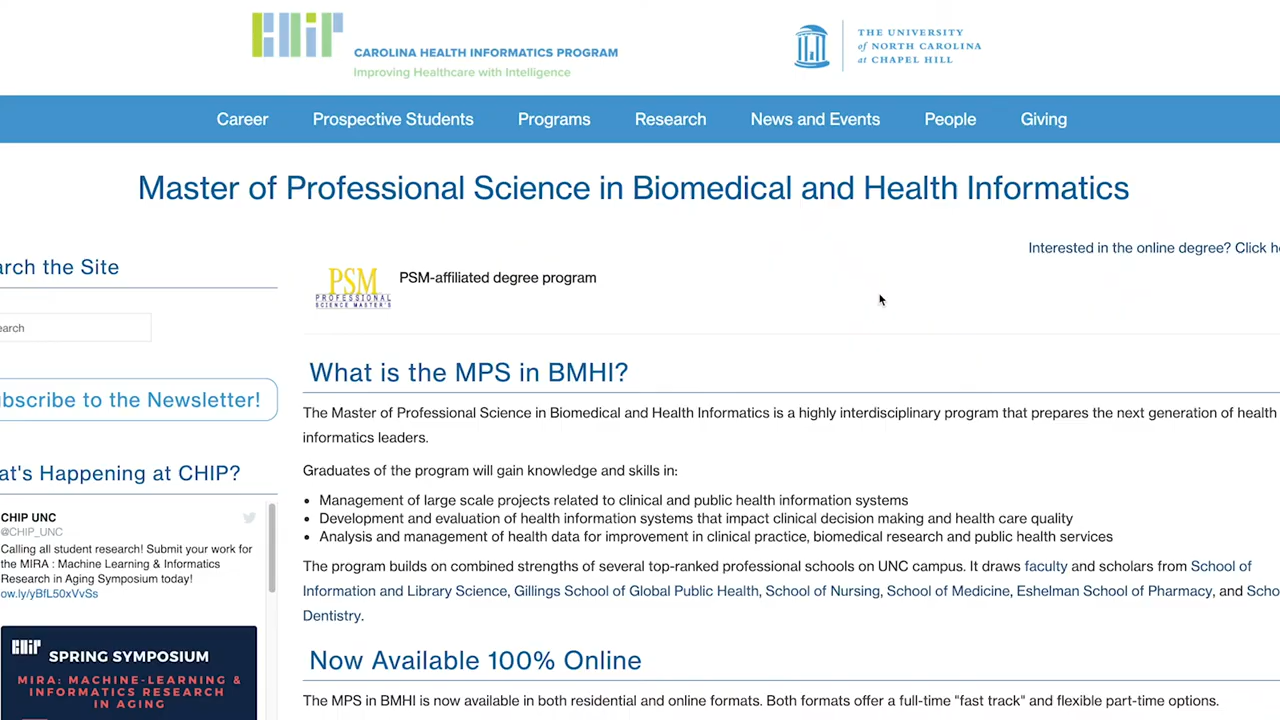 CHIP
CAROLINA HEALTH INFORMATICS PROGRAM
Improving Healthcare with Intelligence
THE UNIVERSITY
of NORTH CAROLINA
at CHAPEL HILL
Career Prospective Students Programs Research News and Events People Giving
Master of Professional Science in Biomedical and Health Informatics
Interested in the online degree? Click he
arch the Site
earch
ubscribe to the Newsletter!
at's Happening at CHIP?
CHIP UNC
@CHIP_UNC
Calling all student research! Submit your work for
the MIRA : Machine Learning & Informatics
Research in Aging Symposium today!
ow.ly/yBfL50xVvSs
CHIP
SPRING SYMPOSIUM
MIRA: MACHINE-LEARNING &
INFORMATICS RESEARCH
IN AGING
PSM
PROFESSIONAL
SCIENCE MASTER'S
PSM-affiliated degree program
What is the MPS in BMHI?
The Master of Professional Science in Biomedical and Health Informatics is a highly interdisciplinary program that prepares the next generation of health
informatics leaders.
Graduates of the program will gain knowledge and skills in:
• Management of large scale projects related to clinical and public health information systems
• Development and evaluation of health information systems that impact clinical decision making and health care quality
• Analysis and management of health data for improvement in clinical practice, biomedical research and public health services
The program builds on combined strengths of several top-ranked professional schools on UNC campus. It draws faculty and scholars from School of
Information and Library Science, Gillings School of Global Public Health, School of Nursing, School of Medicine, Eshelman School of Pharmacy, and Schoo
Dentistry.
Now Available 100% Online
The MPS in BMHI is now available in both residential and online formats. Both formats offer a full-time "fast track" and flexible part-time options.